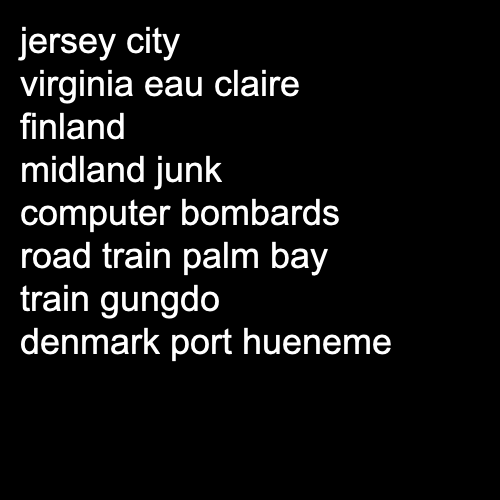 jersey city
virginia eau claire
finland
midland junk
computer bombards
road train palm bay
train gungdo
denmark port hueneme